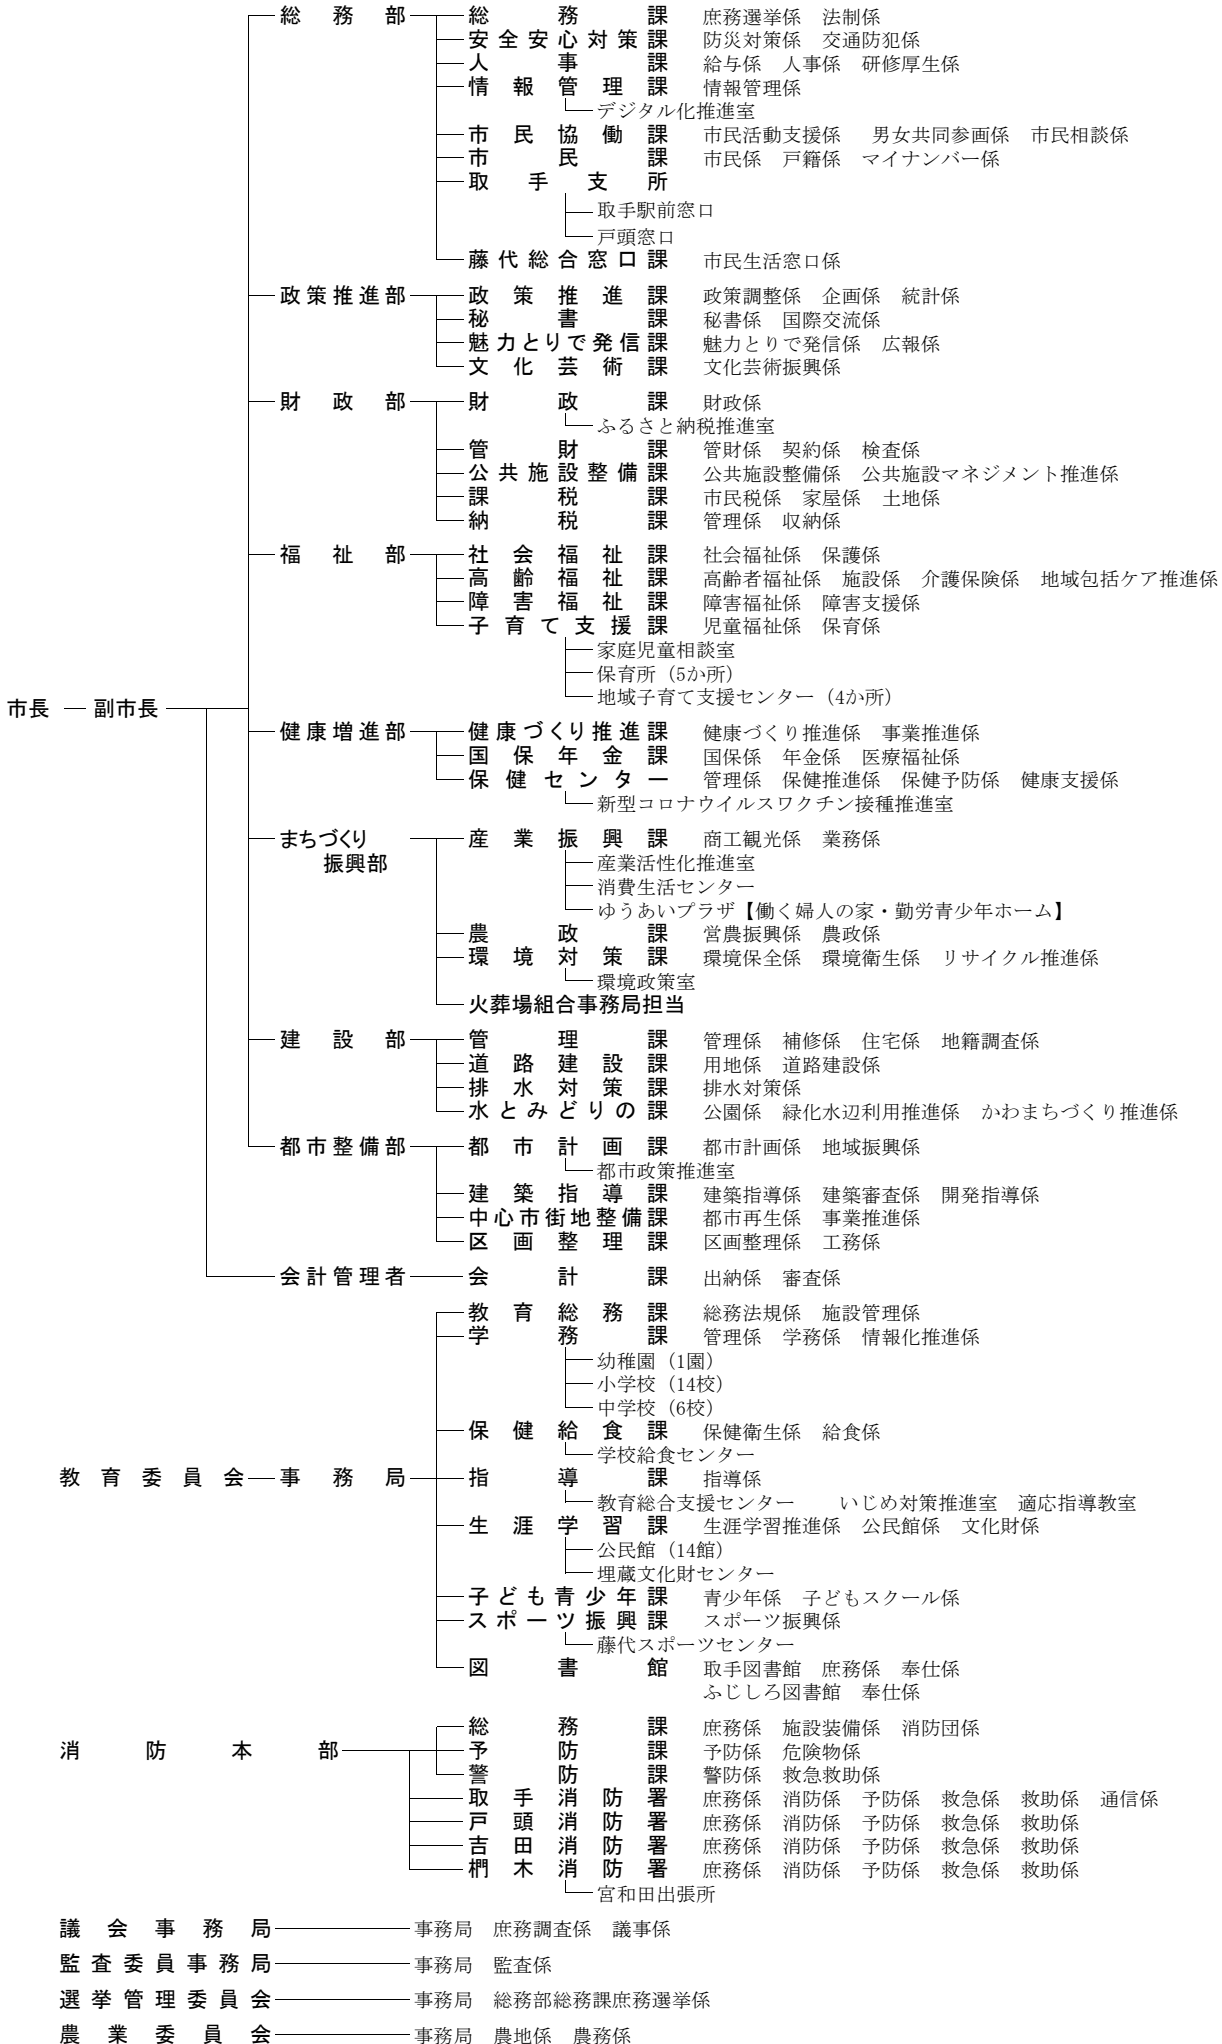 総務部 総務課 庶務選挙係 法制係
安全安心対策課 防災対策係 交通防犯係
人事課 給与係 人事係 研修厚生係
情報管理課 情報管理係
デジタル化推進室
市民協働課 市民活動支援係 男女共同参画係 市民相談係
市民課 市民係 戸籍係 マイナンバー係
取手支所
取手駅前窓口
戸頭窓口
藤代総合窓口課 市民生活窓口係
政策推進部 政策推進課 政策調整係 企画係 統計係
秘書課 秘書係 国際交流係
魅力とりで発信課 魅力とりで発信係 広報係
文化芸術課 文化芸術振興係
財政部 財政課 財政係
ふるさと納税推進室
管財課 管財係 契約係 検査係
公共施設整備課 公共施設整備係 公共施設マネジメント推進係
課税課 市民税係 家屋係 土地係
納税課 管理係 収納係
福祉部 社会福祉課 社会福祉係 保護係
高齢福祉課 高齢者福祉係 施設係 介護保険係 地域包括ケア推進係
障害福祉課 障害福祉係 障害支援係
子育て支援課 児童福祉係 保育係
家庭児童相談室
保育所（5か所）
地域子育て支援センター（4か所）
市長 副市長
健康増進部 健康づくり推進課 健康づくり推進係 事業推進係
国保年金課 国保係 年金係 医療福祉係
保健センター 管理係 保健推進係 保健予防係 健康支援係
新型コロナウイルスワクチン接種推進室
まちづくり 産業振興課 商工観光係 業務係
振興部
産業活性化推進室
消費生活センター
ゆうあいプラザ【働く婦人の家・勤労青少年ホーム】
農政課 営農振興係 農政係
環境対策課 環境保全係 環境衛生係 リサイクル推進係
環境政策室
火葬場組合事務局担当
建設部 管理課 管理係 補修係 住宅係 地籍調査係
道路建設課 用地係 道路建設係
排水対策課 排水対策係
水とみどりの課 公園係 緑化水辺利用推進係 かわまちづくり推進係
都市整備部 都市計画課 都市計画係 地域振興係
都市政策推進室
建築指導課 建築指導係 建築審査係 開発指導係
中心市街地整備課 都市再生係 事業推進係
区画整理課 区画整理係 工務係
会計管理者 会計課 出納係 審査係
教育総務課 総務法規係 施設管理係
学務課 管理係 学務係 情報化推進係
幼稚園（1園）
小学校（14校）
中学校（6校）
保健給食課 保健衛生係 給食係
学校給食センター
教育委員会 事務局 指導課 指導係
教育総合支援センター いじめ対策推進室 適応指導教室
生涯学習課 生涯学習推進係 公民館係 文化財係
公民館（14館）
埋蔵文化財センター
子ども青少年課 青少年係 子どもスクール係
スポーツ振興課 スポーツ振興係
藤代スポーツセンター
図書館 取手図書館 庶務係 奉仕係
ふじしろ図書館 奉仕係
総務課 庶務係 施設装備係 消防団係
消防本部 予防課 予防係 危険物係
警防課 警防係 救急救助係
取手消防署 庶務係 消防係 予防係 救急係 救助係 通信係
戸頭消防署 庶務係 消防係 予防係 救急係 救助係
吉田消防署 庶務係 消防係 予防係 救急係 救助係
椚木消防署 庶務係 消防係 予防係 救急係 救助係
宮和田出張所
議会事務局 事務局 庶務調査係 議事係
監査委員事務局 事務局 監査係
選挙管理委員会 事務局 総務部総務課庶務選挙係
農業委員会 事務局 農地係 農務係